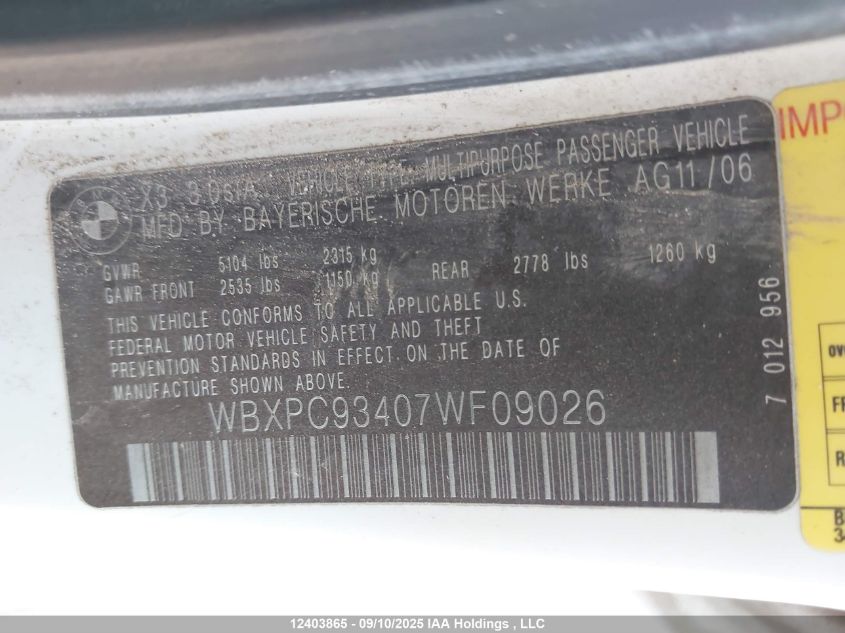 BMW
X3 3.0siA VEHICLE TYPE- MULTIPURPOSE PASSENGER VEHICLE
MFD BY BAYERISCHE MOTOREN WERKE AG 11/06
GVWR 5104 lbs 2315 kg
GAWR FRONT 2535 lbs 1150 kg REAR 2778 lbs 1260 kg
THIS VEHICLE CONFORMS TO ALL APPLICABLE U.S.
FEDERAL MOTOR VEHICLE SAFETY AND THEFT
PREVENTION STANDARDS IN EFFECT ON THE DATE OF
MANUFACTURE SHOWN ABOVE.
WBXPC93407WF09026
7 012 956
IMP
12403865 - 09/10/2025 IAA Holdings , LLC